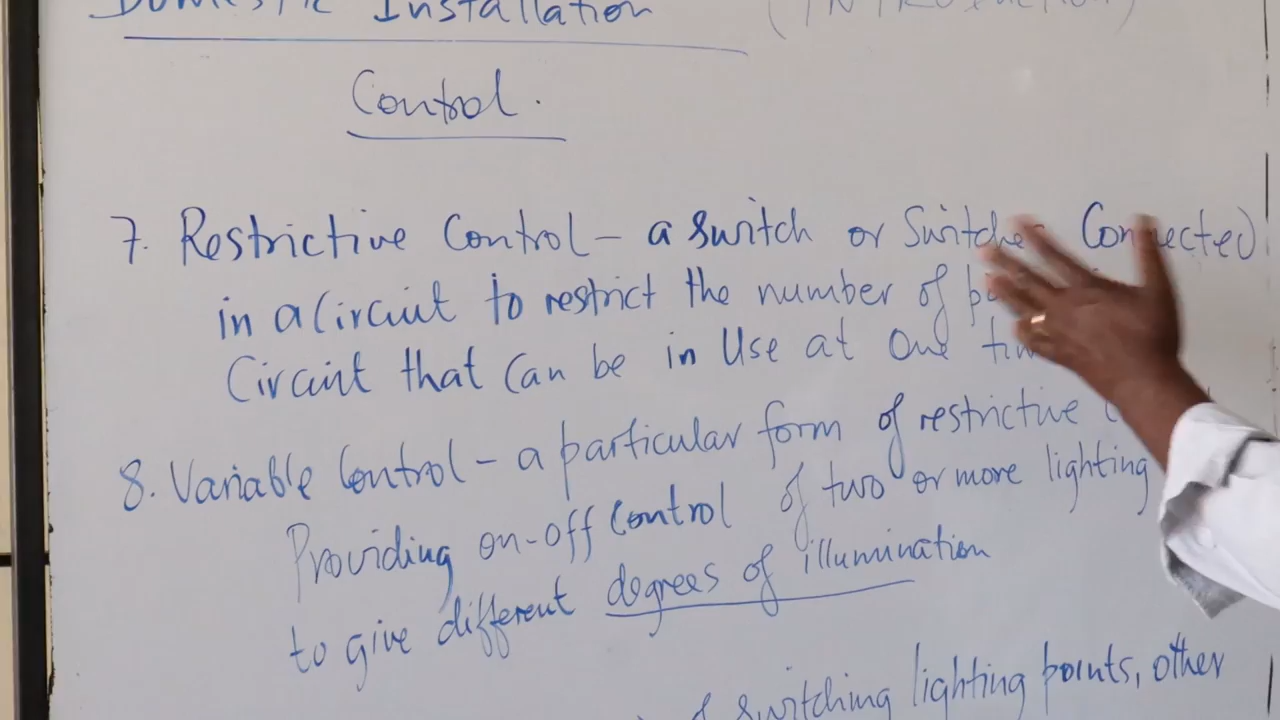 Domestic Installation (INTRODUCTION)
Control.
7. Restrictive Control - a switch or Switches Connected
in a Circuit to restrict the number of
Circuit that Can be in Use at One
8. Variable Control - a particular form of restrictive
Providing on-off Control of two or more lighting
to give different degrees of illumination
of switching lighting points, other